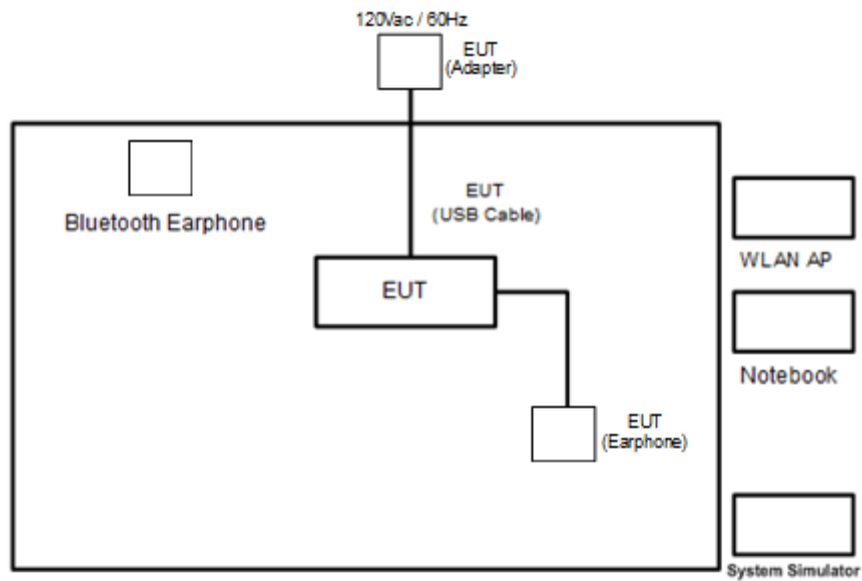 120Vac / 60Hz
EUT
(Adapter)
Bluetooth Earphone
EUT
(USB Cable)
EUT
WLAN AP
Notebook
EUT
(Earphone)
System Simulator